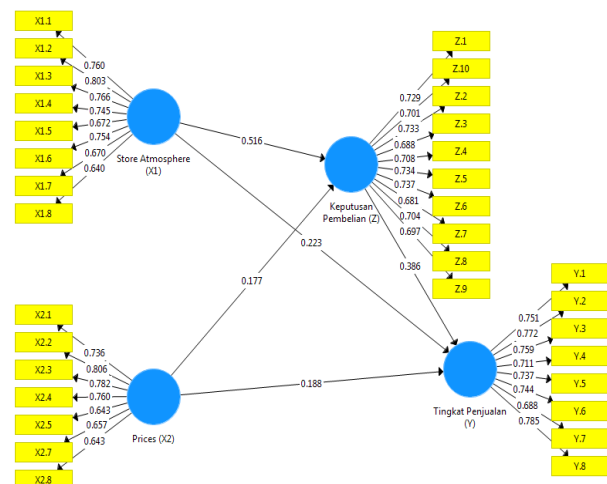 X1.1
X1.2
X1.3
X1.4
X1.5
X1.6
X1.7
X1.8
0.760
0.803
0.766
0.745
0.672
0.754
0.670
0.640
Store Atmosphere
(X1)
0.516
0.223
0.177
Z.1
Z.10
Z.2
Z.3
Z.4
Z.5
Z.6
Z.7
Z.8
Z.9
0.729
0.701
0.733
0.688
0.708
0.734
0.737
0.681
0.704
0.697
Keputusan
Pembelian (Z)
0.386
X2.1
X2.2
X2.3
X2.4
X2.5
X2.7
X2.8
0.736
0.806
0.782
0.760
0.643
0.657
0.643
Prices (X2)
0.188
Y.1
Y.2
Y.3
Y.4
Y.5
Y.6
Y.7
Y.8
0.751
0.772
0.759
0.711
0.737
0.744
0.688
0.785
Tingkat Penjualan
(Y)